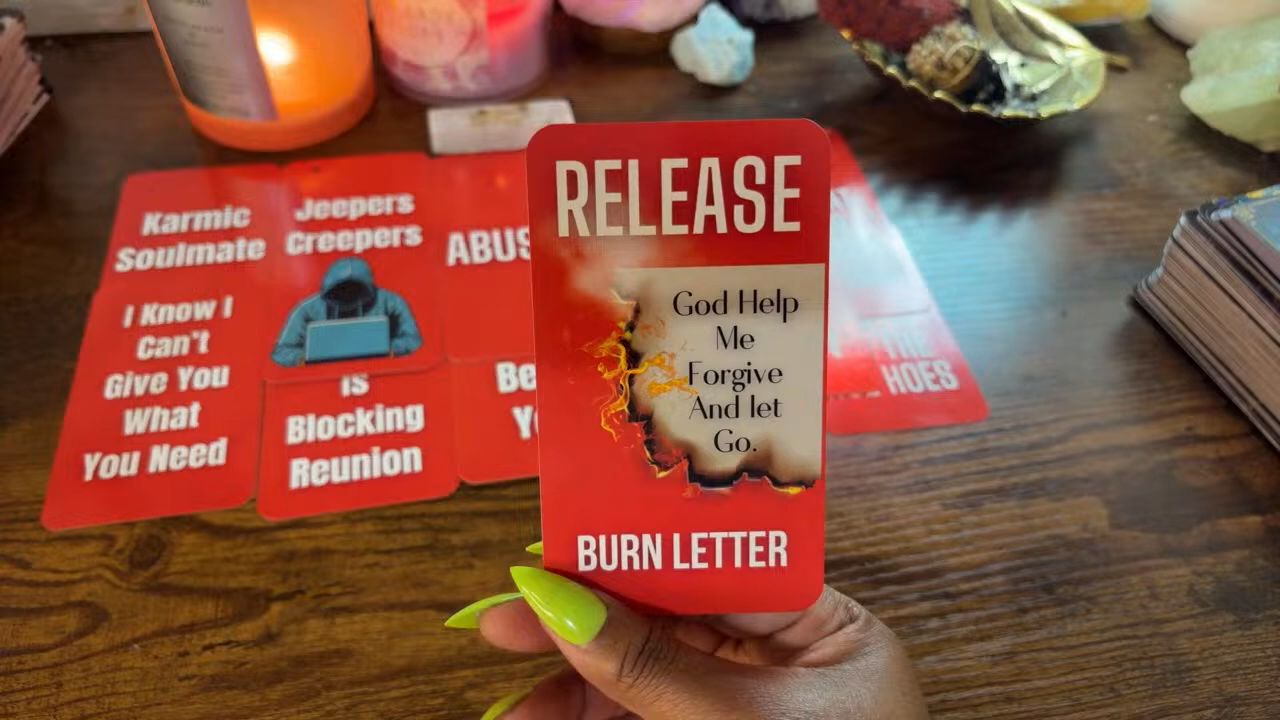 RELEASE
God Help
Me
Forgive
And let
Go.
BURN LETTER
Karmic
Soulmate
I Know I
Can't
Give You
What
You Need
Jeepers
Creepers
is
Blocking
Reunion
HOES